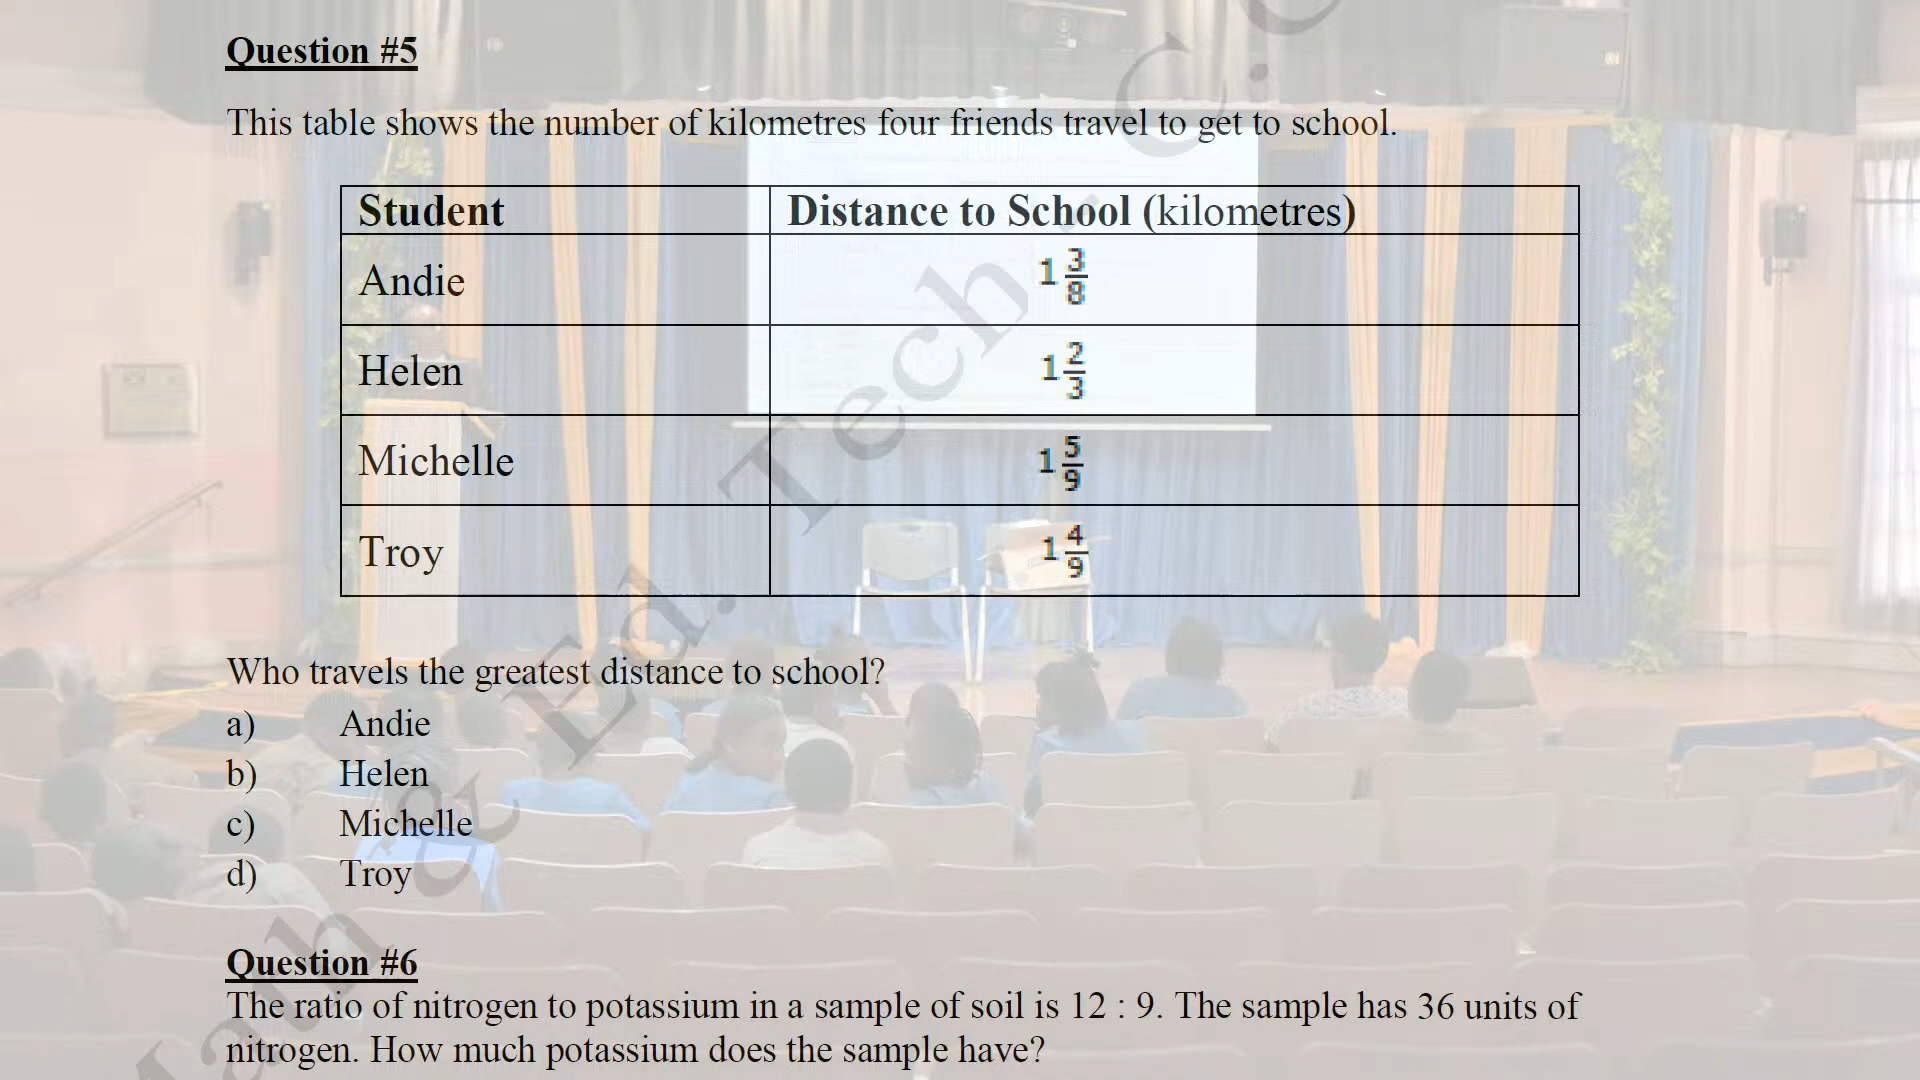 Question #5
This table shows the number of kilometres four friends travel to get to school.
Student Distance to School (kilometres)
Andie 1 3/8
Helen 1 2/3
Michelle 1 5/9
Troy 1 4/9
Who travels the greatest distance to school?
a) Andie
b) Helen
c) Michelle
d) Troy
Question #6
The ratio of nitrogen to potassium in a sample of soil is 12 : 9. The sample has 36 units of
nitrogen. How much potassium does the sample have?
Math & Ed. Tech - C.C